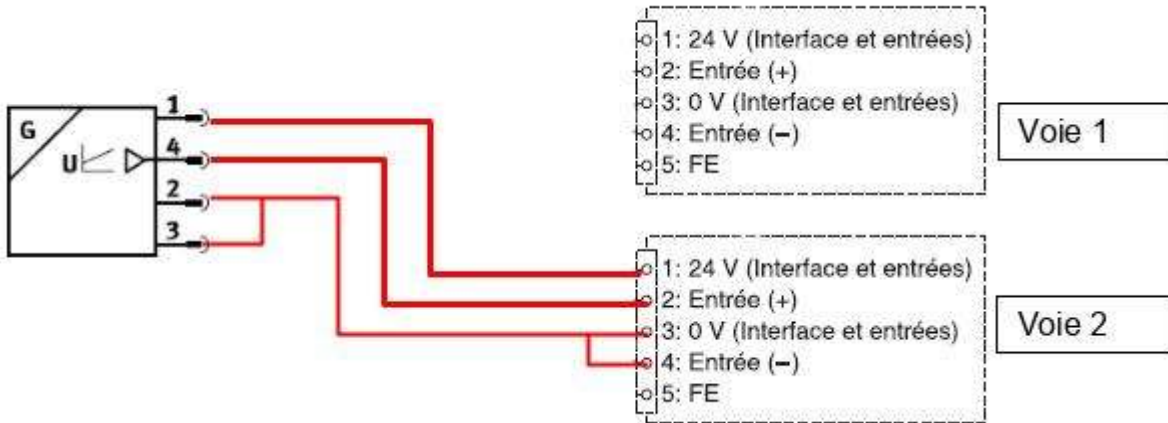 1: 24 V (Interface et entrées)
2: Entrée (+)
3: 0 V (Interface et entrées)
4: Entrée (−)
5: FE
Voie 1
G
U
1
4
2
3
1: 24 V (Interface et entrées)
2: Entrée (+)
3: 0 V (Interface et entrées)
4: Entrée (−)
5: FE
Voie 2